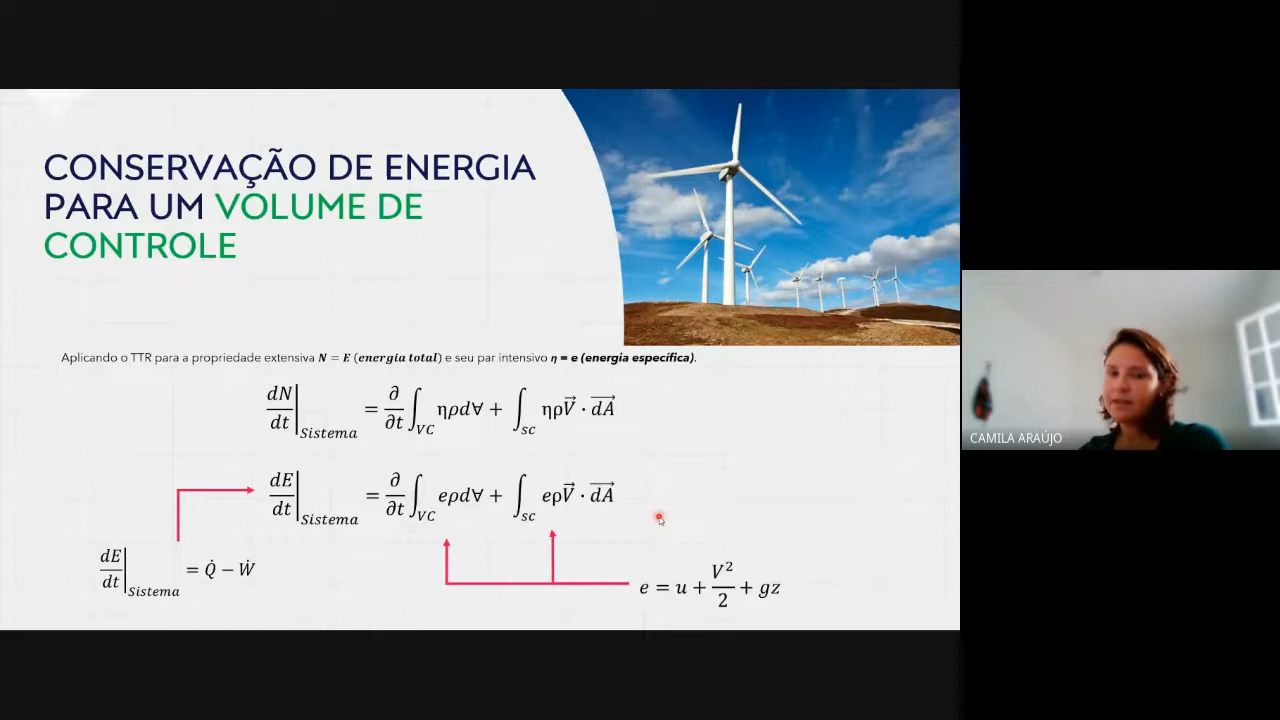 CONSERVAÇÃO DE ENERGIA
PARA UM VOLUME DE
CONTROLE
Aplicando o TTR para a propriedade extensiva N = E (energia total) e seu par intensivo η = e (energia específica).
dN/dt|Sistema = ∂/∂t ∫VC ηρd∀ + ∫SC ηρV⃗ · dA⃗
dE/dt|Sistema = ∂/∂t ∫VC eρd∀ + ∫SC eρV⃗ · dA⃗
dE/dt|Sistema = Q̇ − Ẇ
e = u + V²/2 + gz
CAMILA ARAÚJO